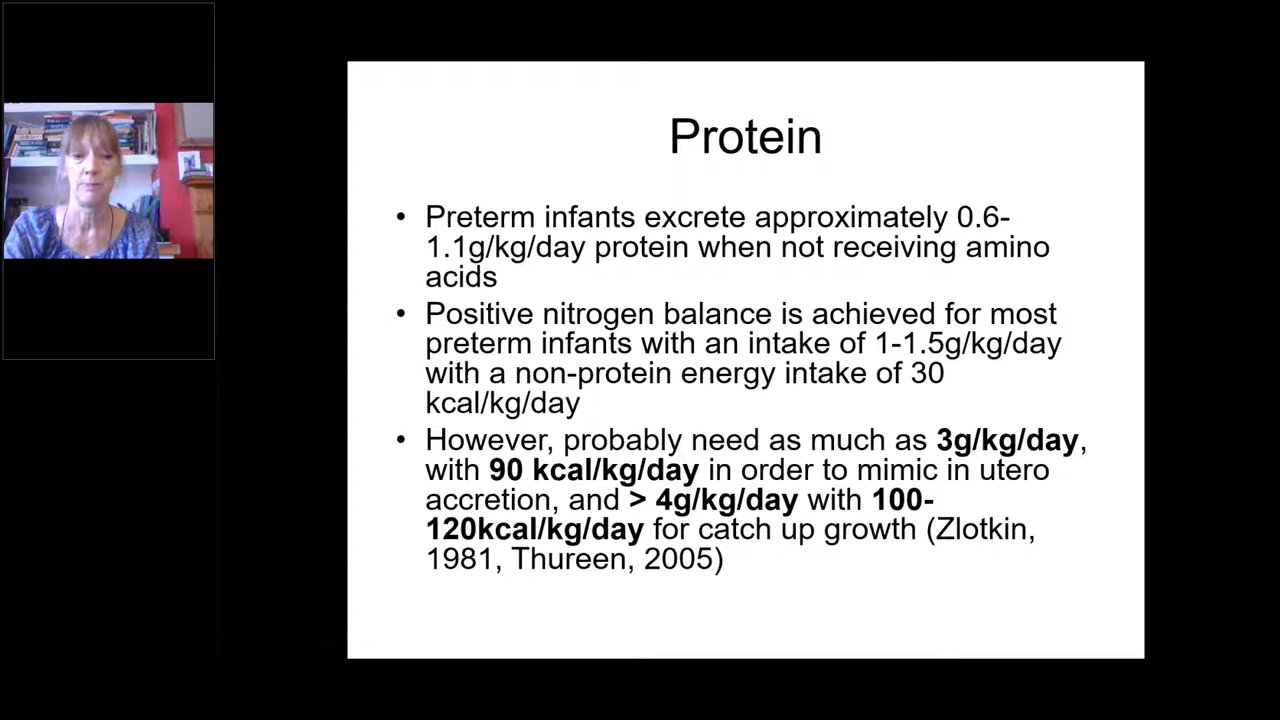 Protein
• Preterm infants excrete approximately 0.6-
1.1g/kg/day protein when not receiving amino
acids
• Positive nitrogen balance is achieved for most
preterm infants with an intake of 1-1.5g/kg/day
with a non-protein energy intake of 30
kcal/kg/day
• However, probably need as much as 3g/kg/day,
with 90 kcal/kg/day in order to mimic in utero
accretion, and > 4g/kg/day with 100-
120kcal/kg/day for catch up growth (Zlotkin,
1981, Thureen, 2005)